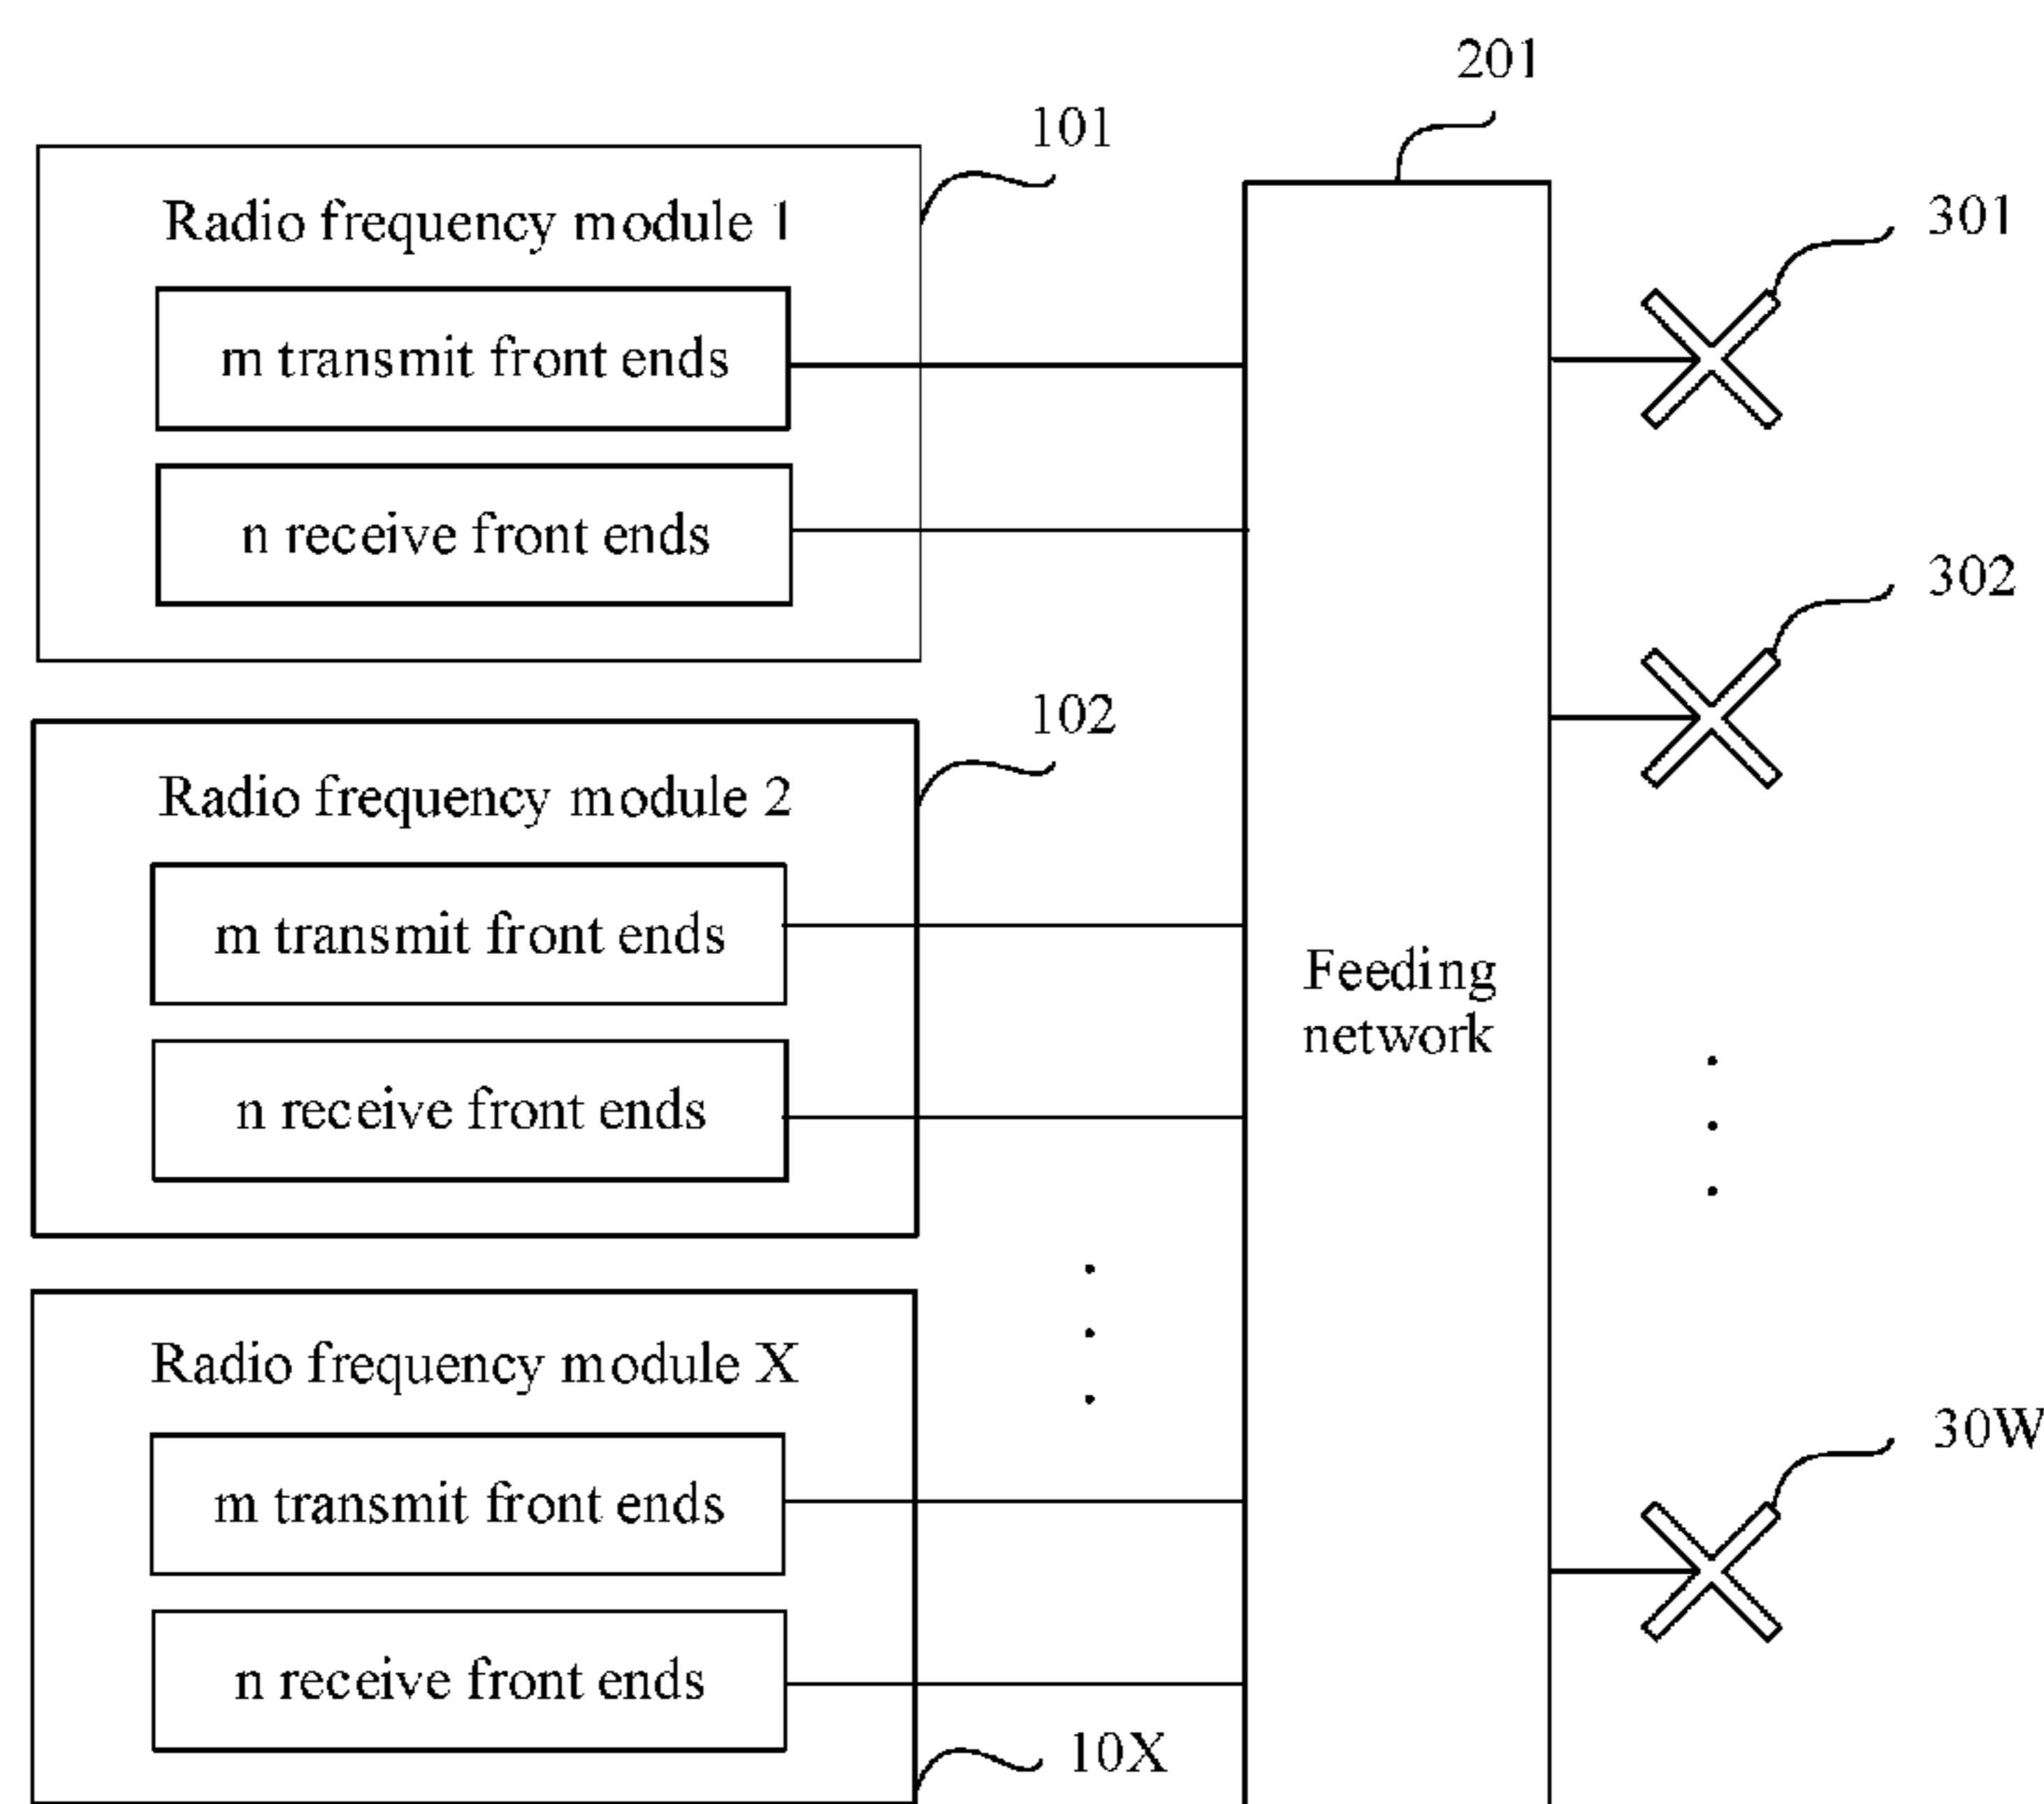 201
101
Radio frequency module 1
m transmit front ends
n receive front ends
301
302
102
Radio frequency module 2
m transmit front ends
n receive front ends
Feeding
network
Radio frequency module X
m transmit front ends
n receive front ends
10X
30W